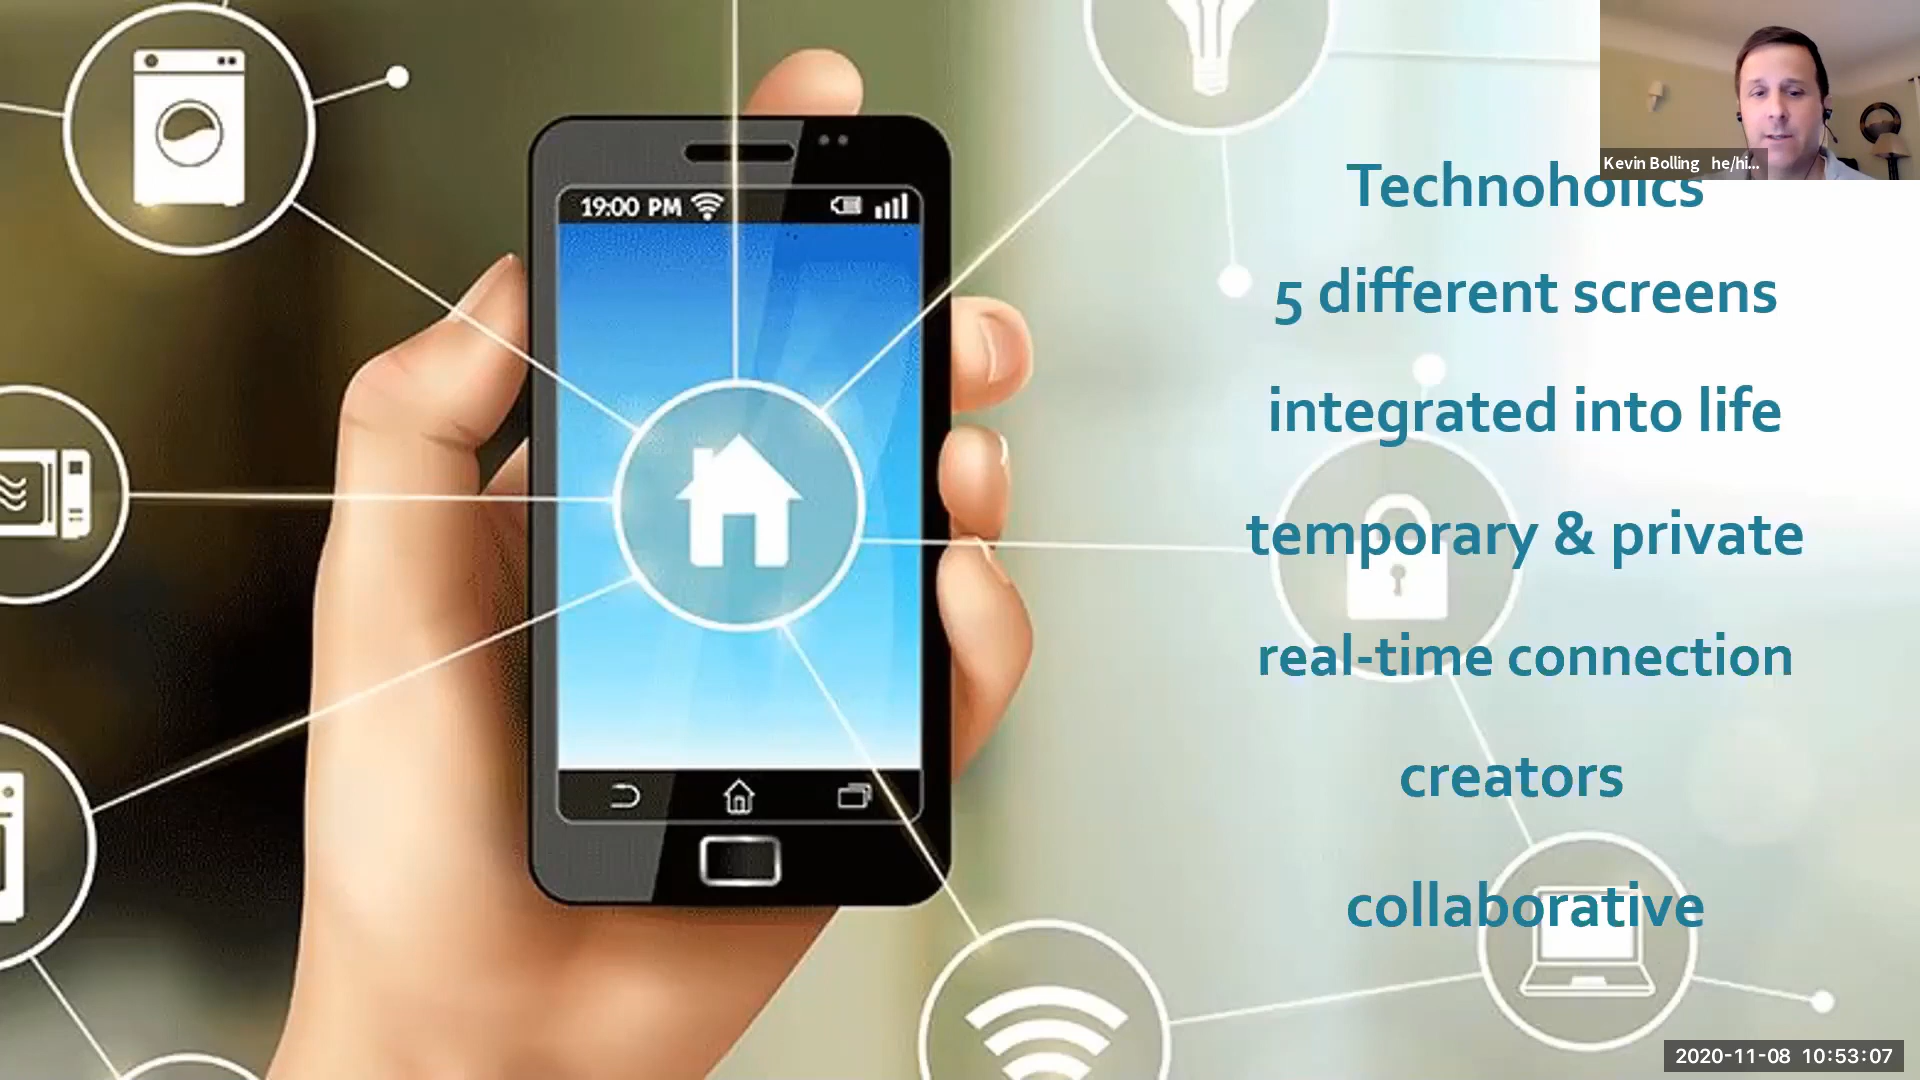 19:00 PM
Kevin Bolling he/hi...
Technoholics
5 different screens
integrated into life
temporary & private
real-time connection
creators
collaborative
2020-11-08 10:53:07